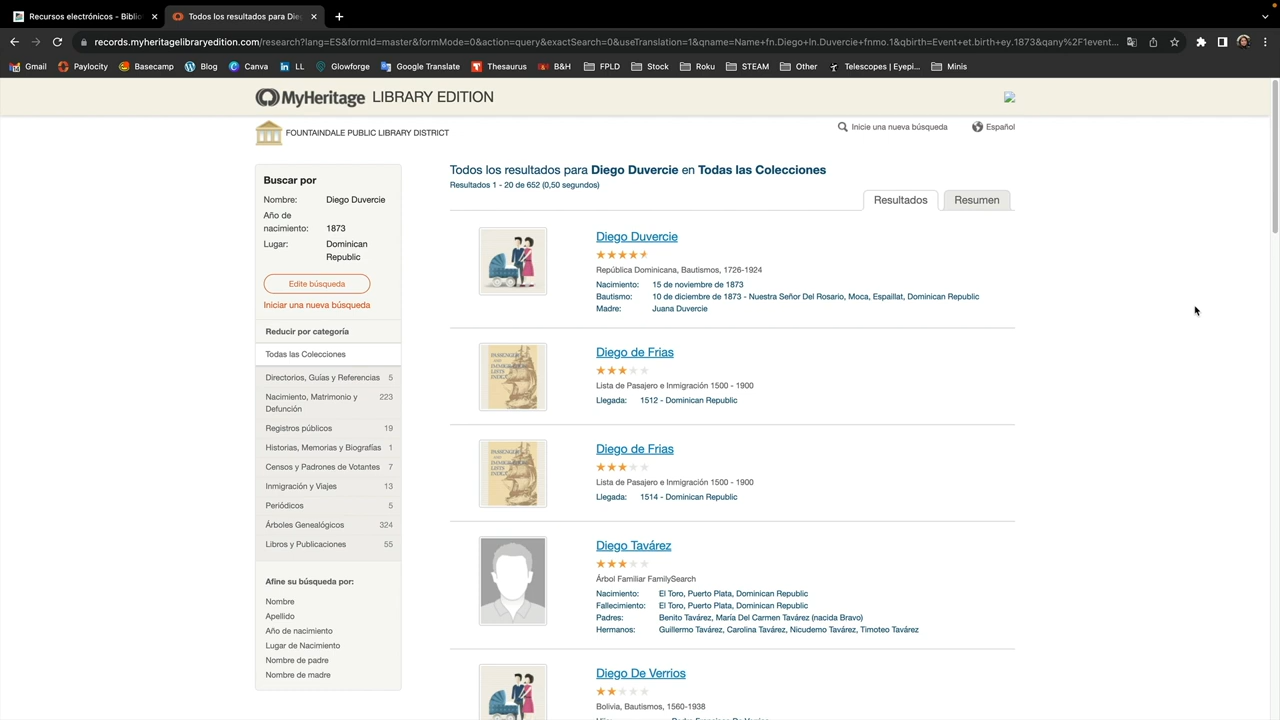 Recursos electrónicos - Biblio
Todos los resultados para Die
records.myheritagelibraryedition.com/research?lang=ES&formId=master&formMode=0&action=query&exactSearch=0&useTranslation=1&qname=Name+fn.Diego+ln.Duvercie+fnmo.1&qbirth=Event+et.birth+ey.1873&qany%2F1event...
Gmail Paylocity Basecamp Blog Canva LL Glowforge Google Translate Thesaurus B&H FPLD Stock Roku STEAM Other Telescopes | Eyepi... Minis
MyHeritage LIBRARY EDITION
FOUNTAINDALE PUBLIC LIBRARY DISTRICT
Inicie una nueva búsqueda
Español
Buscar por
Nombre: Diego Duvercie
Año de
nacimiento: 1873
Lugar: Dominican
Republic
Edite búsqueda
Iniciar una nueva búsqueda
Reducir por categoría
Todas las Colecciones
Directorios, Guías y Referencias 5
Nacimiento, Matrimonio y 223
Defunción
Registros públicos 19
Historias, Memorias y Biografías 1
Censos y Padrones de Votantes 7
Inmigración y Viajes 13
Periódicos 5
Árboles Genealógicos 324
Libros y Publicaciones 55
Afine su búsqueda por:
Nombre
Apellido
Año de nacimiento
Lugar de Nacimiento
Nombre de padre
Nombre de madre
Todos los resultados para Diego Duvercie en Todas las Colecciones
Resultados 1 - 20 de 652 (0,50 segundos)
Resultados
Resumen
Diego Duvercie
República Dominicana, Bautismos, 1726-1924
Nacimiento: 15 de noviembre de 1873
Bautismo: 10 de diciembre de 1873 - Nuestra Señor Del Rosario, Moca, Espaillat, Dominican Republic
Madre: Juana Duvercie
PASSENGER
AND
IMMIGRATION
LISTS
INDEX
Diego de Frias
Lista de Pasajero e Inmigración 1500 - 1900
Llegada: 1512 - Dominican Republic
PASSENGER
AND
IMMIGRATION
LISTS
INDEX
Diego de Frias
Lista de Pasajero e Inmigración 1500 - 1900
Llegada: 1514 - Dominican Republic
Diego Tavárez
Árbol Familiar FamilySearch
Nacimiento: El Toro, Puerto Plata, Dominican Republic
Fallecimiento: El Toro, Puerto Plata, Dominican Republic
Padres: Benito Tavárez, María Del Carmen Tavárez (nacida Bravo)
Hermanos: Guillermo Tavárez, Carolina Tavárez, Nicudemo Tavárez, Timoteo Tavárez
Diego De Verrios
Bolivia, Bautismos, 1560-1938